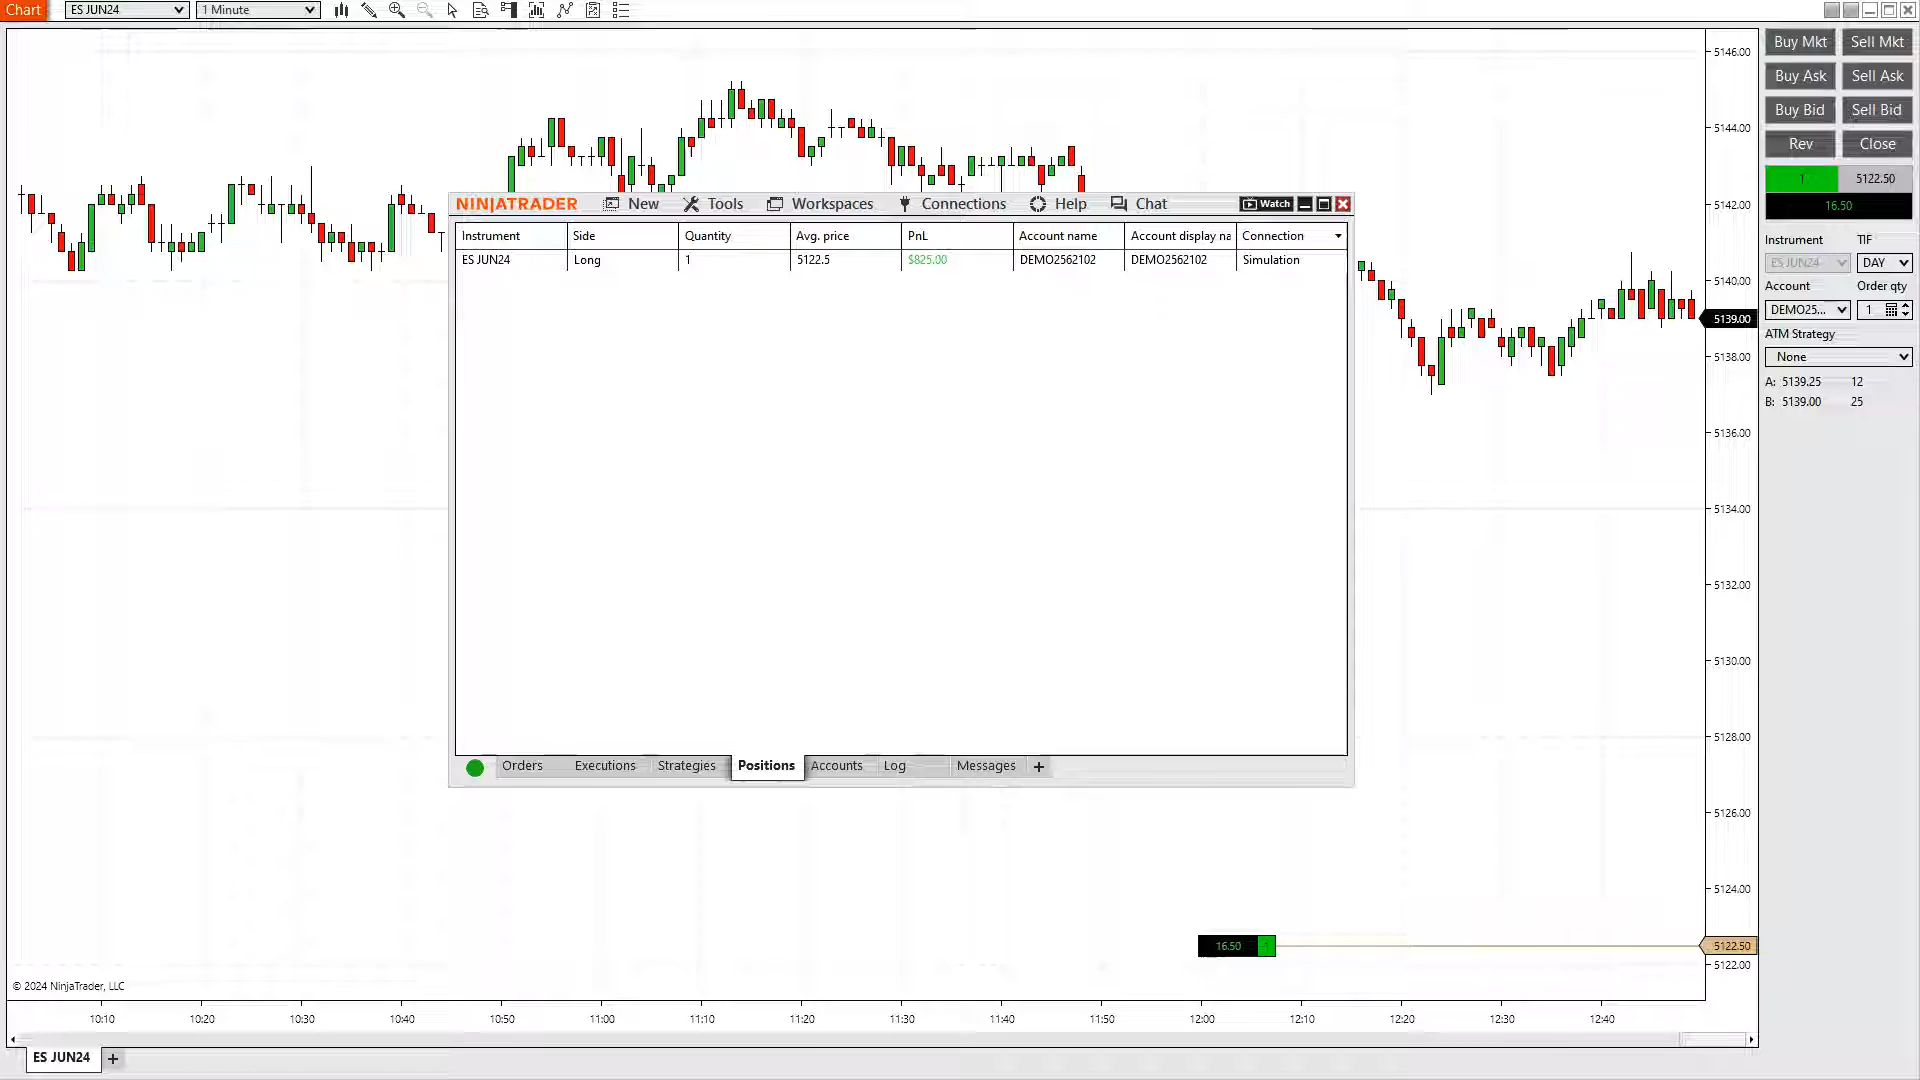 Chart ES JUN24 1 Minute
Buy Mkt Sell Mkt
Buy Ask Sell Ask
Buy Bid Sell Bid
Rev Close
1 5122.50
16.50
Instrument TIF
ES JUN24 DAY
Account Order qty
DEMO25... 1
ATM Strategy
None
A: 5139.25 12
B: 5139.00 25
NINJATRADER New Tools Workspaces Connections Help Chat Watch
Instrument Side Quantity Avg. price PnL Account name Account display na Connection
ES JUN24 Long 1 5122.5 $825.00 DEMO2562102 DEMO2562102 Simulation
Orders Executions Strategies Positions Accounts Log Messages +
5146.00
5144.00
5142.00
5140.00
5139.00
5138.00
5136.00
5134.00
5132.00
5130.00
5128.00
5126.00
5124.00
16.50 1 5122.50
5122.00
© 2024 NinjaTrader, LLC
10:10 10:20 10:30 10:40 10:50 11:00 11:10 11:20 11:30 11:40 11:50 12:00 12:10 12:20 12:30 12:40
ES JUN24 +